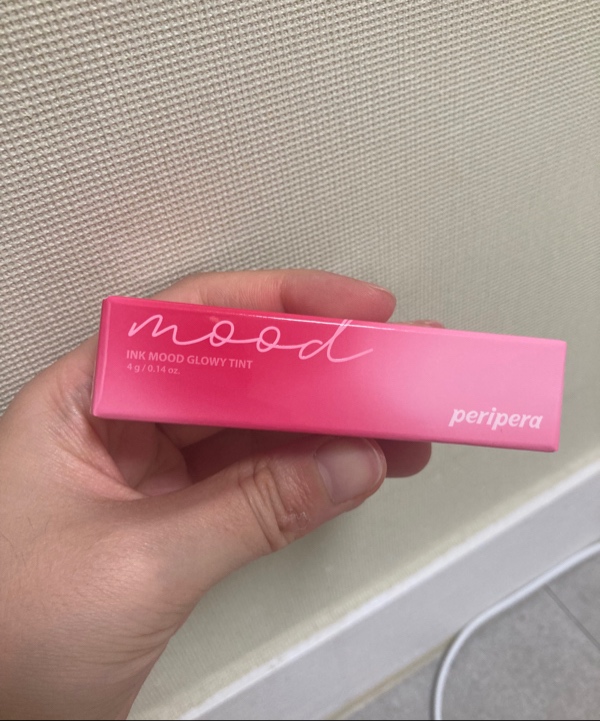 mood
INK MOOD GLOWY TINT
4 g / 0.14 oz.
peripera